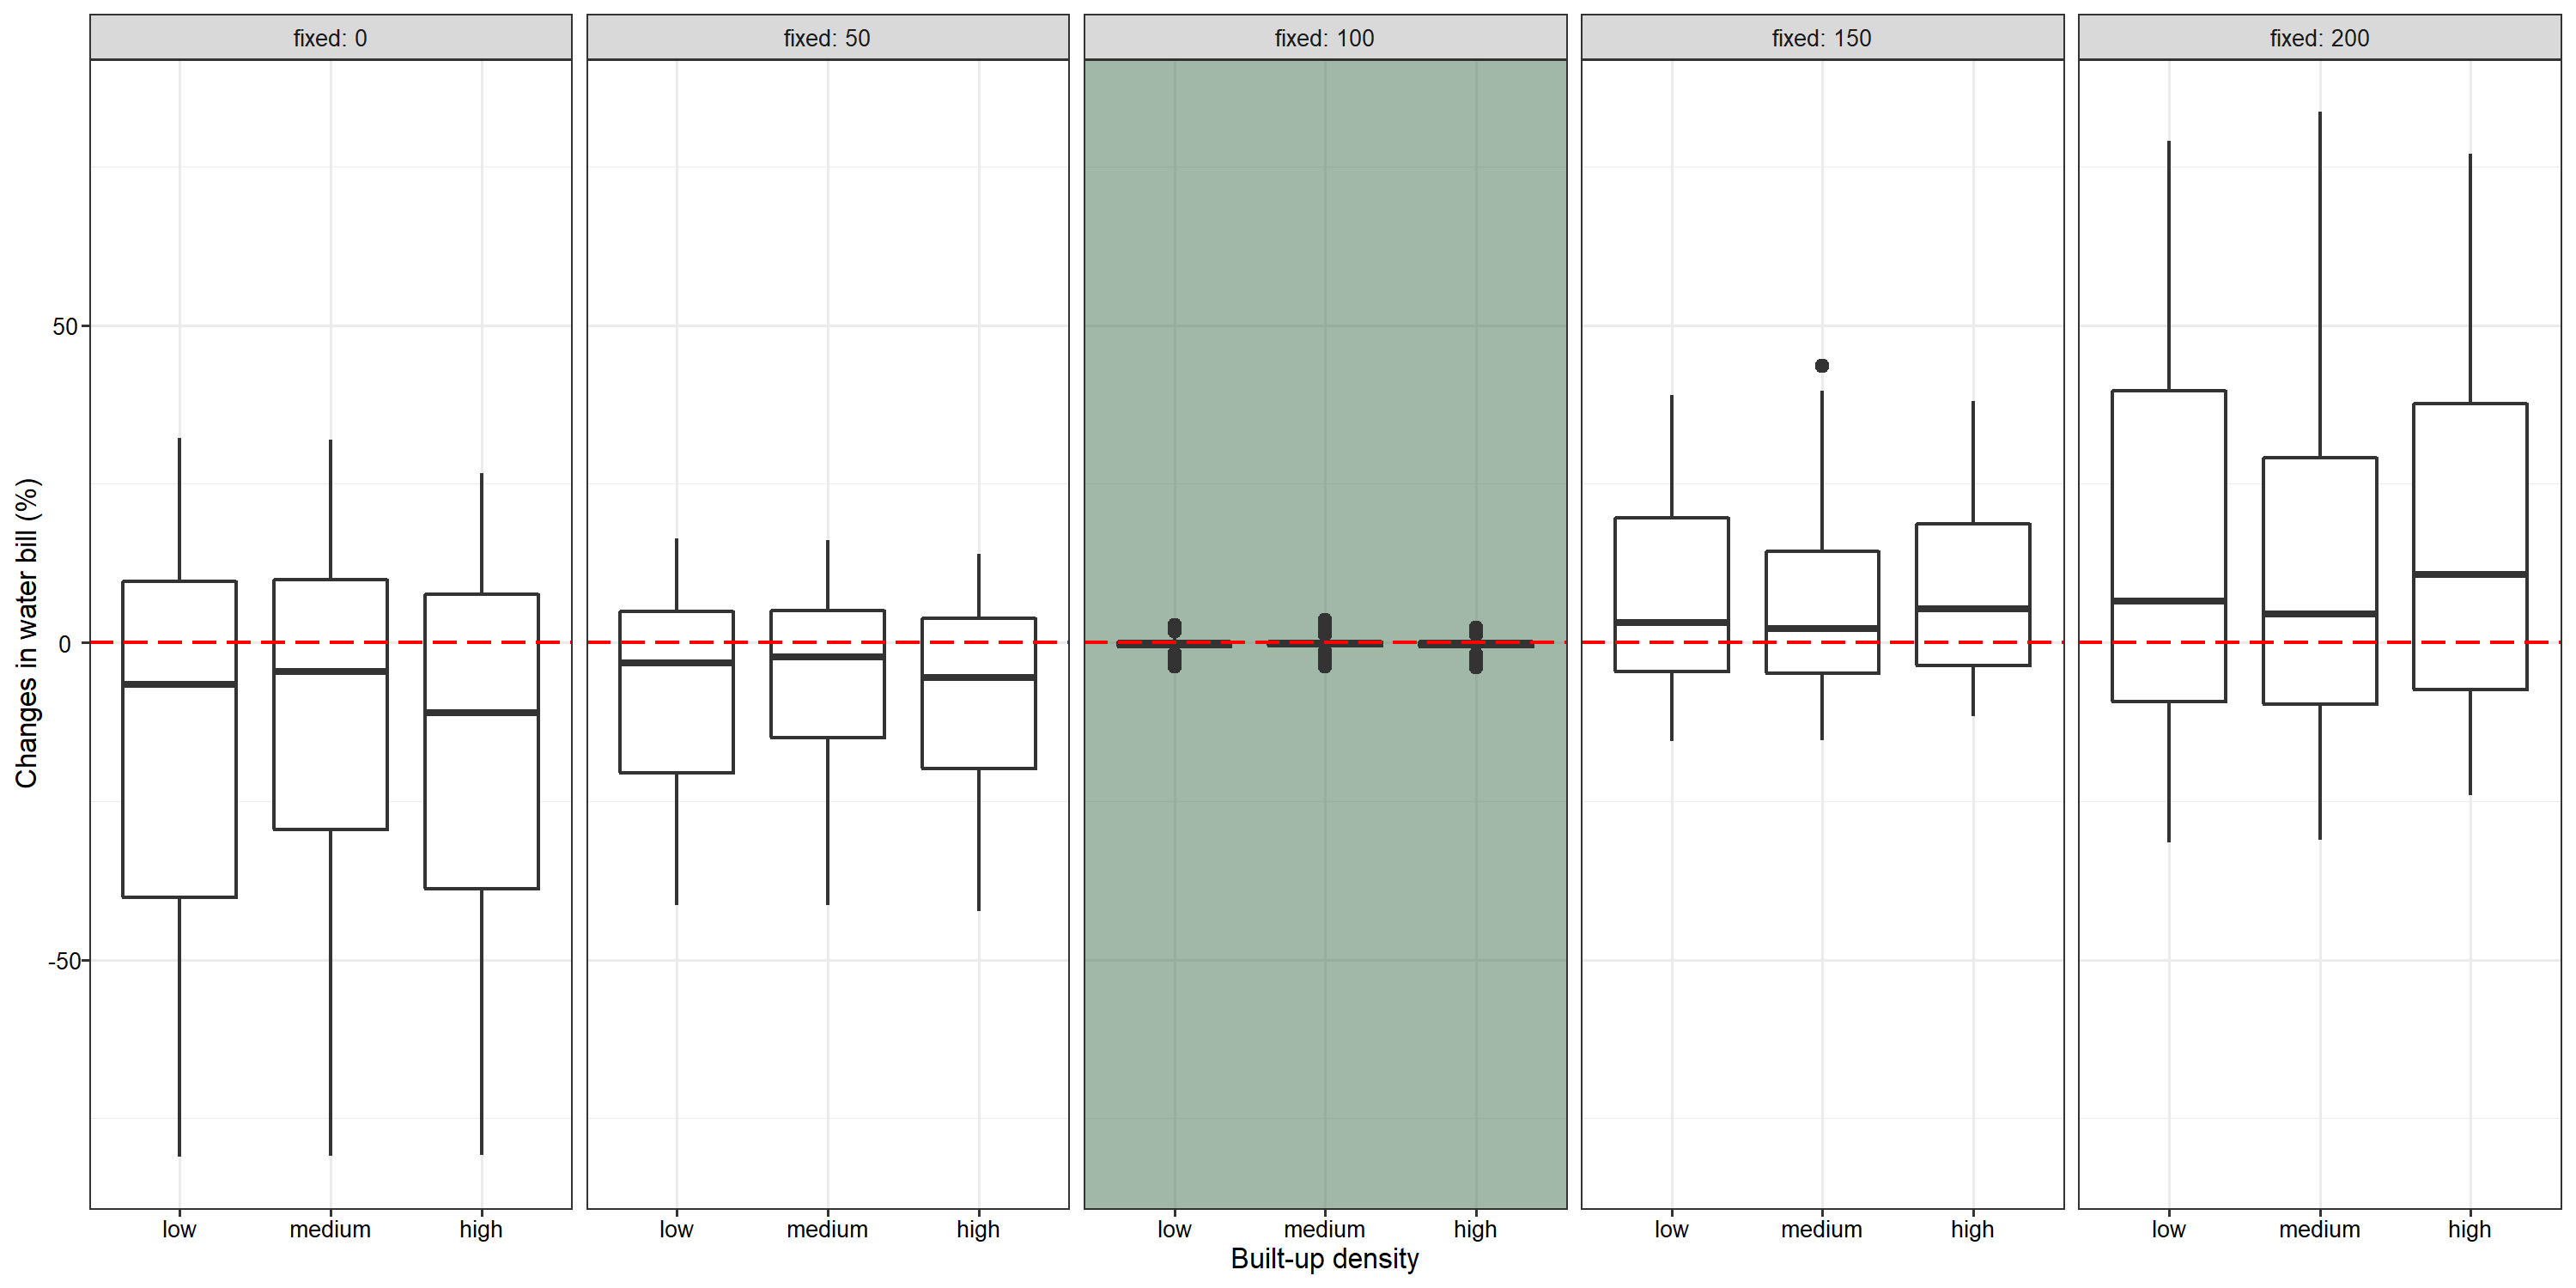 fixed: 0
fixed: 50
fixed: 100
fixed: 150
fixed: 200
Changes in water bill (%)
50
0
-50
low medium high
low medium high
low medium high
low medium high
low medium high
Built-up density